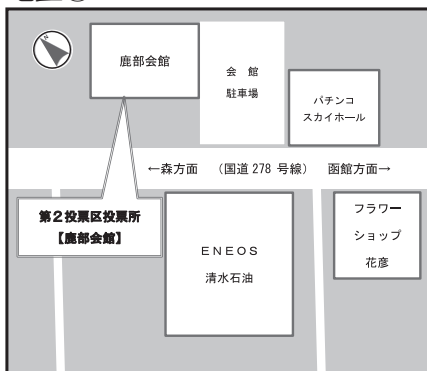 N
鹿部会館
会 館
駐車場
パチンコ
スカイホール
←森方面 （国道 278 号線） 函館方面→
第２投票区投票所
【鹿部会館】
ＥＮＥＯＳ
清水石油
フラワー
ショップ
花彦